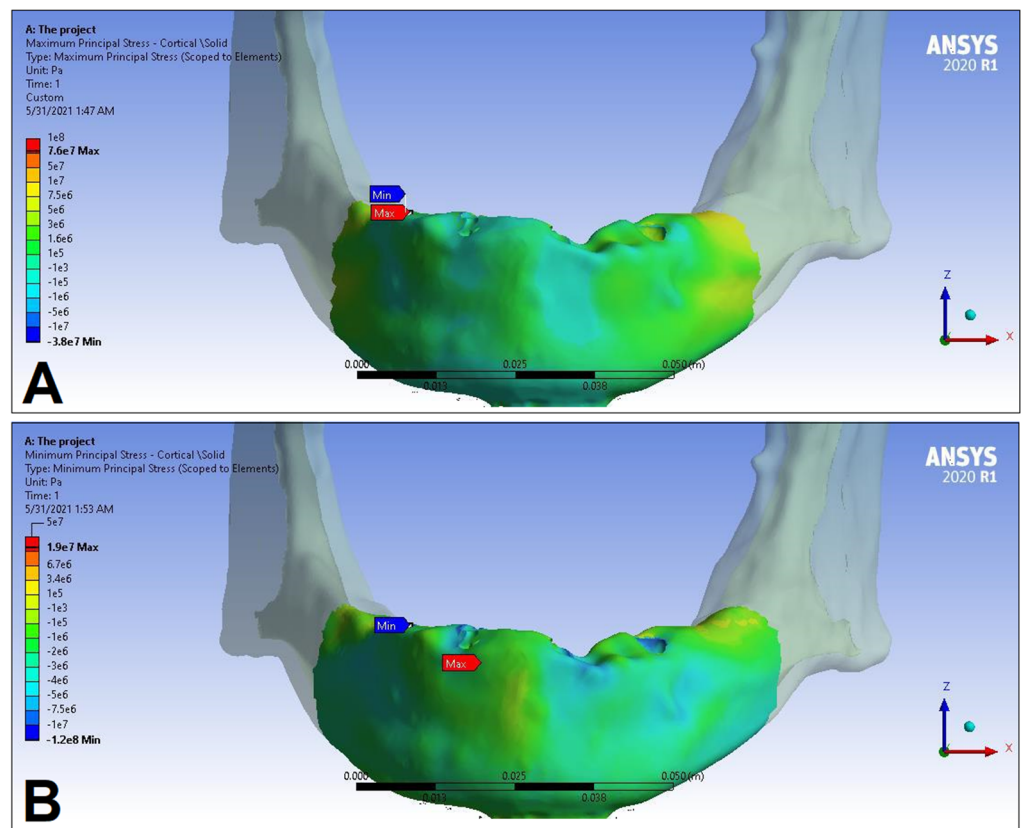 A: The project
Maximum Principal Stress - Cortical \Solid
Type: Maximum Principal Stress (Scoped to Elements)
Unit: Pa
Time: 1
Custom
5/31/2021 1:47 AM
ANSYS
2020 R1
1e8
7.6e7 Max
5e7
1e7
7.5e6
5e6
3e6
1.6e6
1e5
-1e3
-1e5
-1e6
-5e6
-1e7
-3.8e7 Min
Min
Max
Z
X
0.000
0.025
0.050 (m)
0.013
0.038
A
A: The project
Minimum Principal Stress - Cortical \Solid
Type: Minimum Principal Stress (Scoped to Elements)
Unit: Pa
Time: 1
5/31/2021 1:53 AM
ANSYS
2020 R1
5e7
1.9e7 Max
6.7e6
3.4e6
1e5
-1e3
-1e5
-1e6
-2e6
-3e6
-4e6
-5e6
-7.5e6
-1e7
-1.2e8 Min
Min
Max
Z
X
0.000
0.025
0.050 (m)
0.013
0.038
B